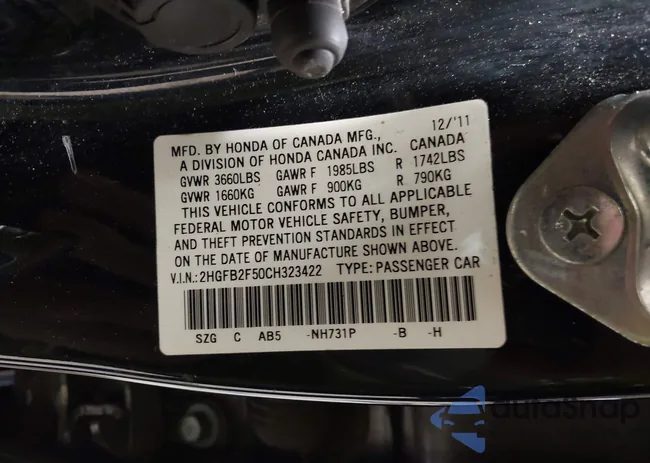 12/'11
MFD. BY HONDA OF CANADA MFG.,
A DIVISION OF HONDA CANADA INC. CANADA
GVWR 3660LBS GAWR F 1985LBS R 1742LBS
GVWR 1660KG GAWR F 900KG R 790KG
THIS VEHICLE CONFORMS TO ALL APPLICABLE
FEDERAL MOTOR VEHICLE SAFETY, BUMPER,
AND THEFT PREVENTION STANDARDS IN EFFECT
ON THE DATE OF MANUFACTURE SHOWN ABOVE.
V.I.N.:2HGFB2F50CH323422 TYPE:PASSENGER CAR
SZG C AB5 -NH731P -B -H
autaShop